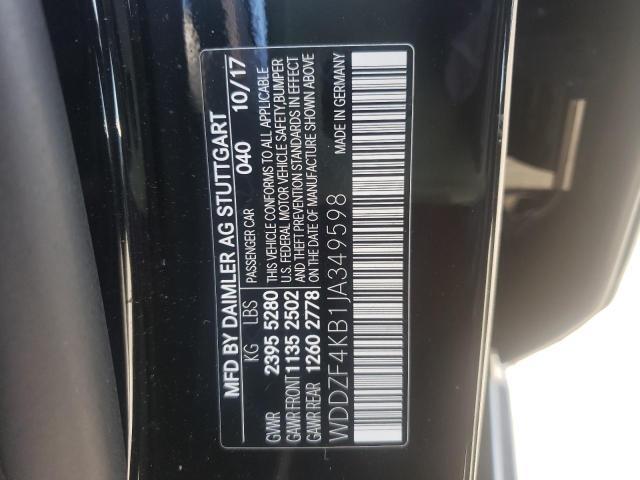 MFD BY DAIMLER AG STUTTGART
KG LBS PASSENGER CAR 040 10/17
GVWR 2395 5280 THIS VEHICLE CONFORMS TO ALL APPLICABLE
GAWR FRONT 1135 2502 U.S. FEDERAL MOTOR VEHICLE SAFETY,BUMPER
AND THEFT PREVENTION STANDARDS IN EFFECT
GAWR REAR 1260 2778 ON THE DATE OF MANUFACTURE SHOWN ABOVE
WDDZF4KB1JA349598 MADE IN GERMANY